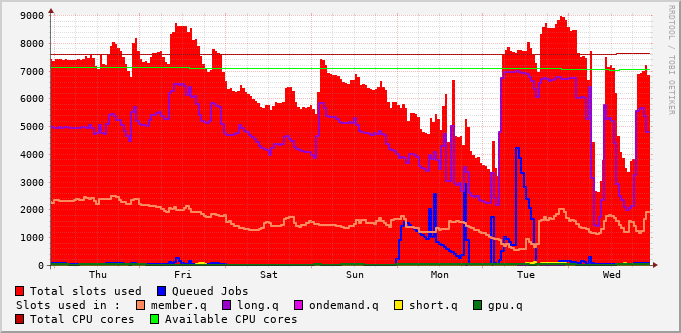 9000
8000
7000
6000
5000
4000
3000
2000
1000
0
Thu Fri Sat Sun Mon Tue Wed
RRDTOOL / TOBI OETIKER
Total slots used Queued Jobs
Slots used in : member.q long.q ondemand.q short.q gpu.q
Total CPU cores Available CPU cores